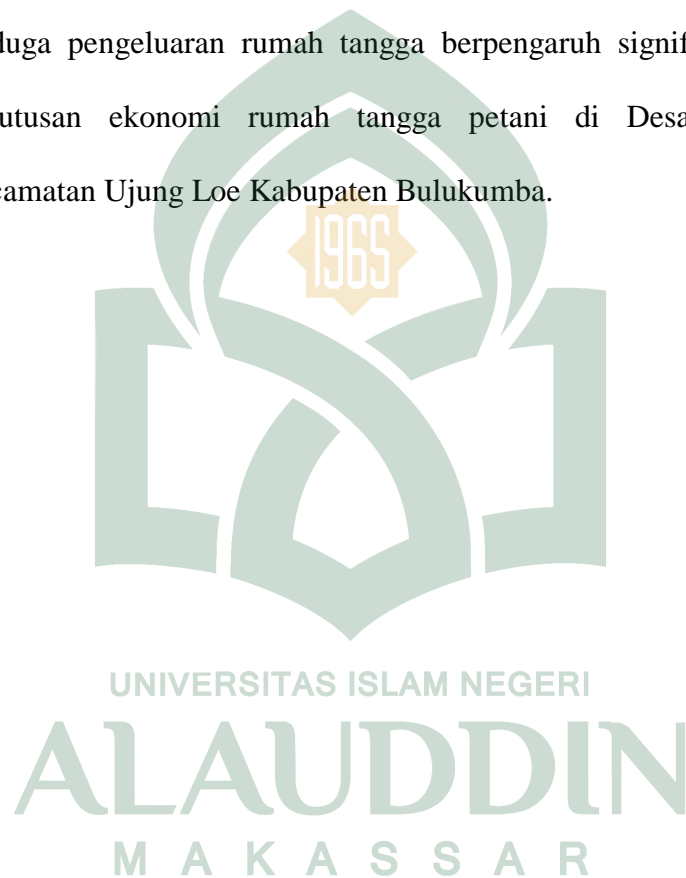 duga pengeluaran rumah tangga berpengaruh signif
utusan ekonomi rumah tangga petani di Desa
camatan Ujung Loe Kabupaten Bulukumba.
1965
UNIVERSITAS ISLAM NEGERI
ALAUDDIN
MAKASSAR